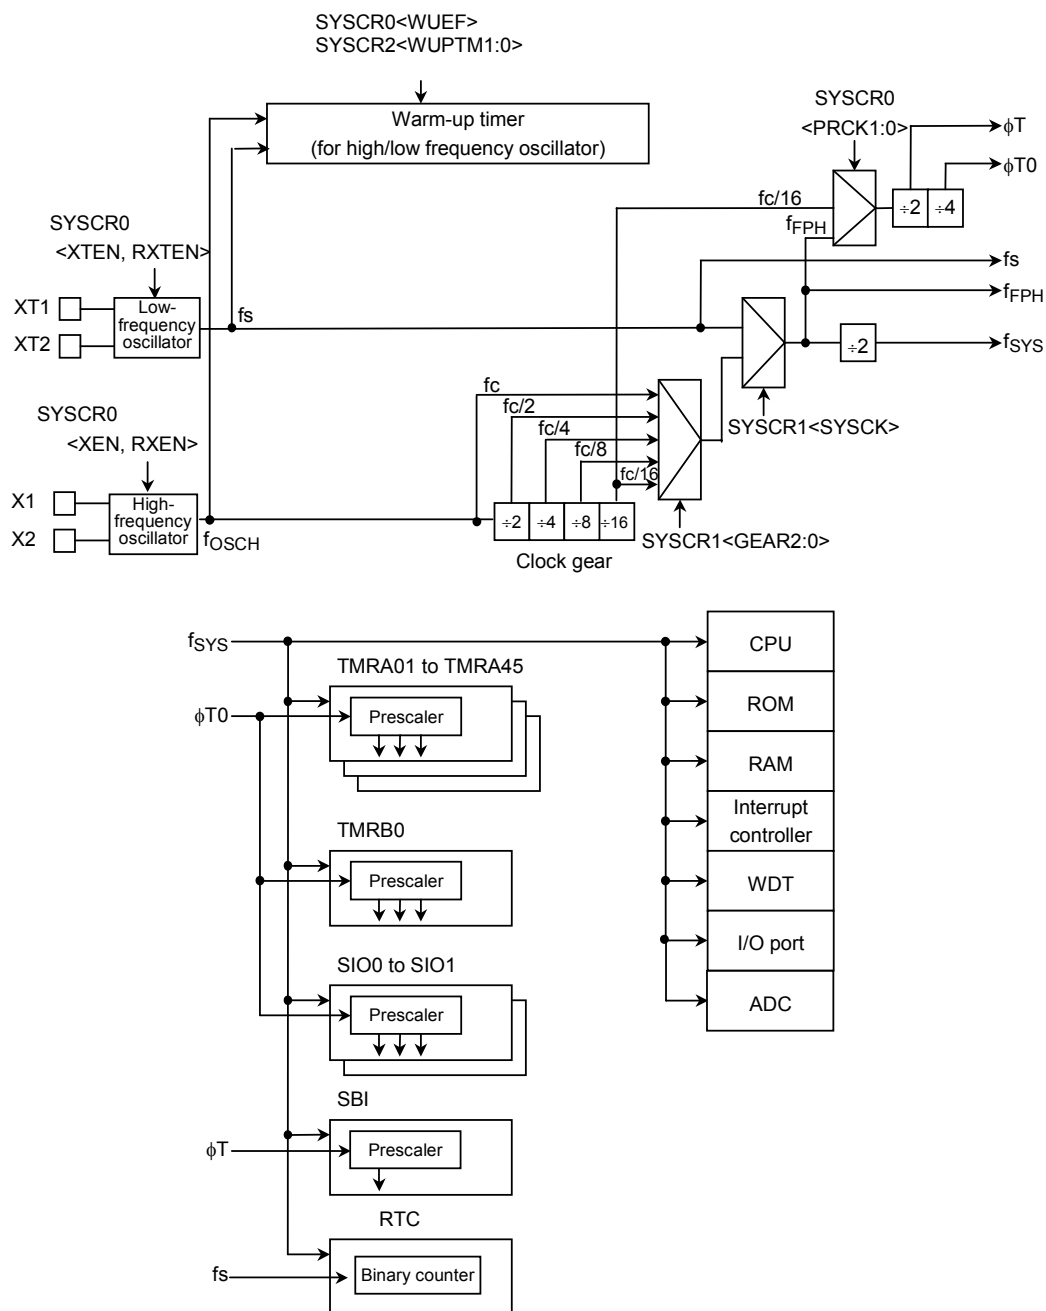 SYSCR0<WUEF>
SYSCR2<WUPTM1:0>
Warm-up timer
(for high/low frequency oscillator)
SYSCR0
<PRCK1:0>
ϕT
ϕT0
÷2
÷4
fc/16
fFPH
SYSCR0
<XTEN, RXTEN>
fs
fFPH
XT1
XT2
Low-
frequency
oscillator
fs
÷2
fSYS
SYSCR0
<XEN, RXEN>
fc
fc/2
fc/4
fc/8
fc/16
SYSCR1<SYSCK>
X1
X2
High-
frequency
oscillator
fOSCH
÷2
÷4
÷8
÷16
SYSCR1<GEAR2:0>
Clock gear
fSYS
CPU
TMRA01 to TMRA45
ϕT0
Prescaler
ROM
RAM
TMRB0
Interrupt
controller
Prescaler
WDT
I/O port
SIO0 to SIO1
Prescaler
ADC
SBI
ϕT
Prescaler
RTC
fs
Binary counter